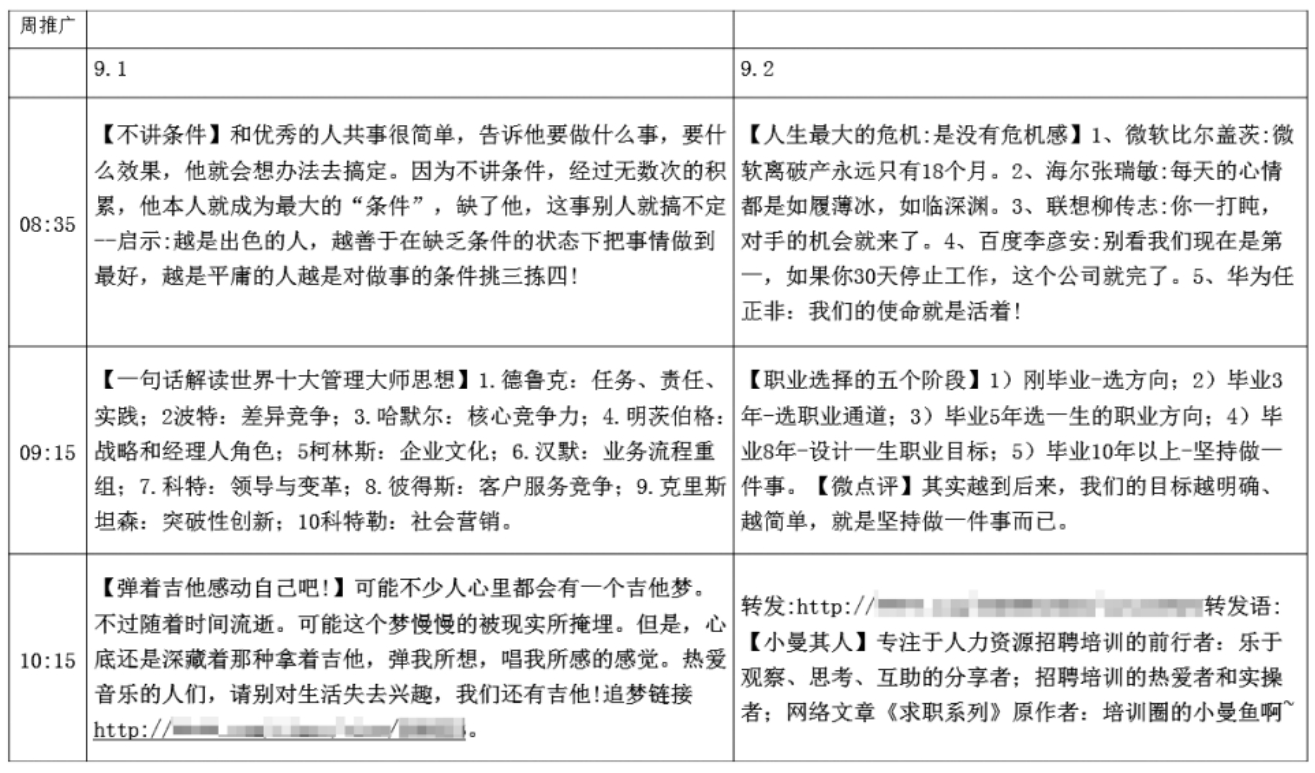 周推广
9.1
9.2
08:35
【不讲条件】和优秀的人共事很简单，告诉他要做什么事，要什
么效果，他就会想办法去搞定。因为不讲条件，经过无数次的积
累，他本人就成为最大的“条件”，缺了他，这事别人就搞不定
--启示:越是出色的人，越善于在缺乏条件的状态下把事情做到
最好，越是平庸的人越是对做事的条件挑三拣四!
【人生最大的危机:是没有危机感】1、微软比尔盖茨:微
软离破产永远只有18个月。2、海尔张瑞敏:每天的心情
都是如履薄冰，如临深渊。3、联想柳传志:你一打盹，
对手的机会就来了。4、百度李彦安:别看我们现在是第
一，如果你30天停止工作，这个公司就完了。5、华为任
正非：我们的使命就是活着!
09:15
【一句话解读世界十大管理大师思想】1.德鲁克：任务、责任、
实践；2波特：差异竞争；3.哈默尔：核心竞争力；4.明茨伯格：
战略和经理人角色；5柯林斯：企业文化；6.汉默：业务流程重
组；7.科特：领导与变革；8.彼得斯：客户服务竞争；9.克里斯
坦森：突破性创新；10科特勒：社会营销。
【职业选择的五个阶段】1）刚毕业-选方向；2）毕业3
年-选职业通道；3）毕业5年选一生的职业方向；4）毕
业8年-设计一生职业目标；5）毕业10年以上-坚持做一
件事。【微点评】其实越到后来，我们的目标越明确、
越简单，就是坚持做一件事而已。
10:15
【弹着吉他感动自己吧!】可能不少人心里都会有一个吉他梦。
不过随着时间流逝。可能这个梦慢慢的被现实所掩埋。但是，心
底还是深藏着那种拿着吉他，弹我所想，唱我所感的感觉。热爱
音乐的人们，请别对生活失去兴趣，我们还有吉他!追梦链接
http://。
转发:http://转发语:
【小曼其人】专注于人力资源招聘培训的前行者：乐于
观察、思考、互助的分享者；招聘培训的热爱者和实操
者；网络文章《求职系列》原作者：培训圈的小曼鱼啊~